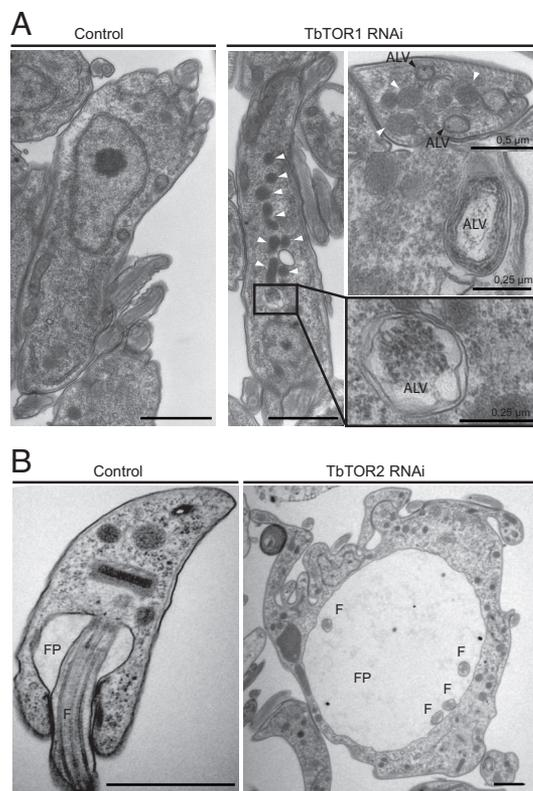 A
Control
TbTOR1 RNAi
ALV
ALV
0,5 µm
ALV
0,25 µm
ALV
0,25 µm
B
Control
TbTOR2 RNAi
FP
F
F
F
F
F
FP